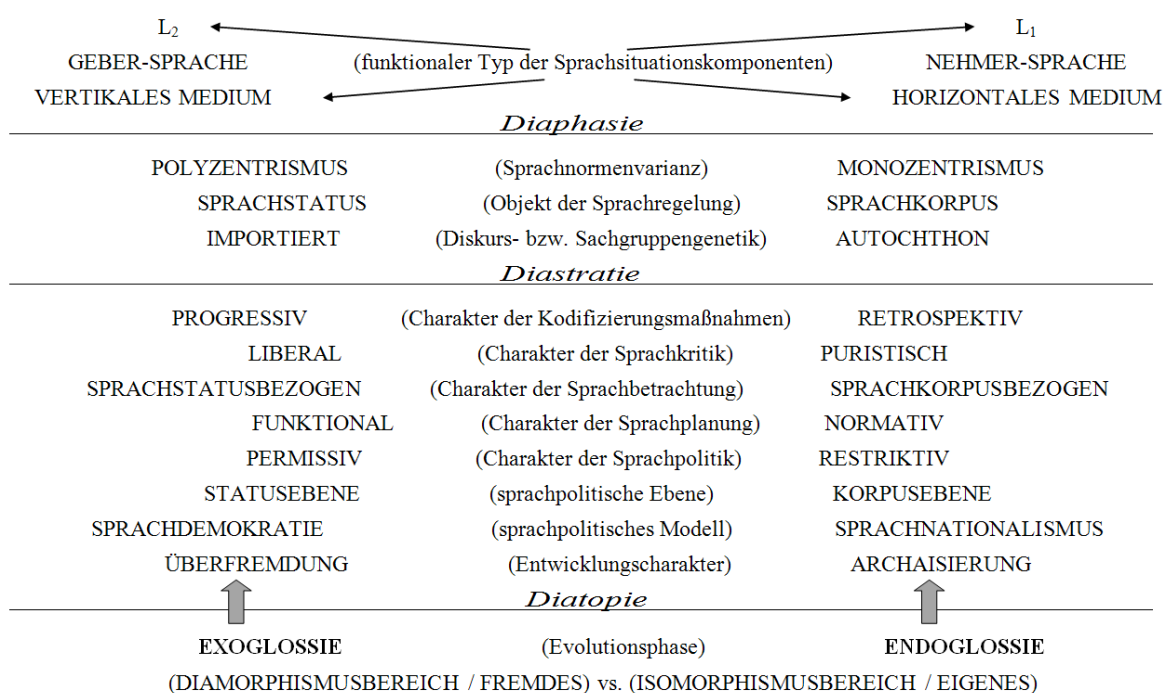 L₂ L₁
GEBER-SPRACHE (funktionaler Typ der Sprachsituationskomponenten) NEHMER-SPRACHE
VERTIKALES MEDIUM HORIZONTALES MEDIUM
Diaphasie
POLYZENTRISMUS (Sprachnormenvarianz) MONOZENTRISMUS
SPRACHSTATUS (Objekt der Sprachregelung) SPRACHKORPUS
IMPORTIERT (Diskurs- bzw. Sachgruppengenetik) AUTOCHTHON
Diastratie
PROGRESSIV (Charakter der Kodifizierungsmaßnahmen) RETROSPEKTIV
LIBERAL (Charakter der Sprachkritik) PURISTISCH
SPRACHSTATUSBEZOGEN (Charakter der Sprachbetrachtung) SPRACHKORPUSBEZOGEN
FUNKTIONAL (Charakter der Sprachplanung) NORMATIV
PERMISSIV (Charakter der Sprachpolitik) RESTRIKTIV
STATUSEBENE (sprachpolitische Ebene) KORPUSEBENE
SPRACHDEMOKRATIE (sprachpolitisches Modell) SPRACHNATIONALISMUS
ÜBERFREMDUNG (Entwicklungscharakter) ARCHAISIERUNG
Diatopie
EXOGLOSSIE (Evolutionsphase) ENDOGLOSSIE
(DIAMORPHISMUSBEREICH / FREMDES) vs. (ISOMORPHISMUSBEREICH / EIGENES)